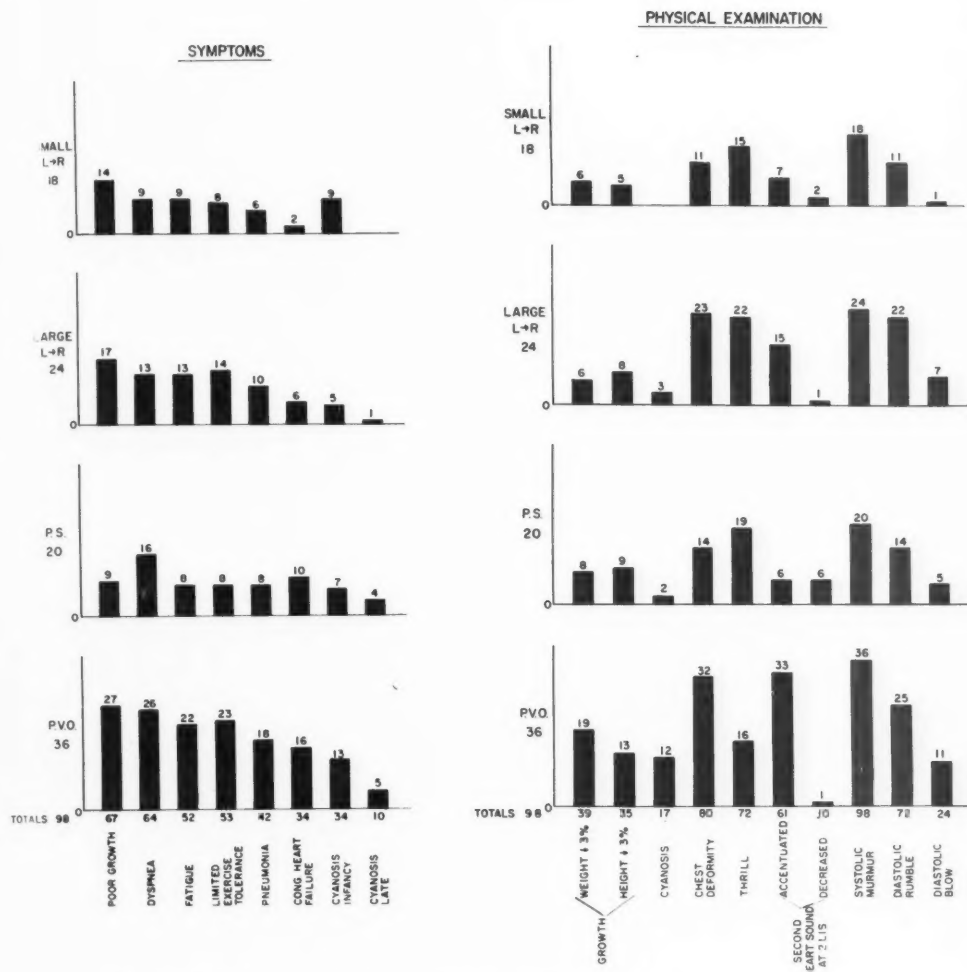 SYMPTOMS
MALL
L→R
18
14 9 9 8 6 2 9
0
ARGE
L→R
24
17 13 13 14 10 6 5 1
0
P.S.
20
9 16 8 8 8 10 7 4
0
P.V.O.
36
27 26 22 23 18 16 13 5
0
TOTALS 98 67 64 52 53 42 34 34 10
POOR GROWTH
DYSPNEA
FATIGUE
LIMITED
EXERCISE
TOLERANCE
PNEUMONIA
CONG. HEART
FAILURE
CYANOSIS
INFANCY
CYANOSIS
LATE
PHYSICAL EXAMINATION
SMALL
L→R
18
6 5 11 15 7 2 18 11 1
0
LARGE
L→R
24
6 8 3 23 22 15 1 24 22 7
0
P.S.
20
8 9 2 14 19 6 6 20 14 5
0
P.V.O.
36
19 13 12 32 16 33 1 36 25 11
0
TOTALS 98 39 35 17 80 72 61 10 98 72 24
WEIGHT ↓ 3%
HEIGHT ↓ 3%
GROWTH
CYANOSIS
CHEST
DEFORMITY
THRILL
ACCENTUATED
DECREASED
SECOND
EART SOUND
AT 2 LIS
SYSTOLIC
MURMUR
DIASTOLIC
RUMBLE
DIASTOLIC
BLOW